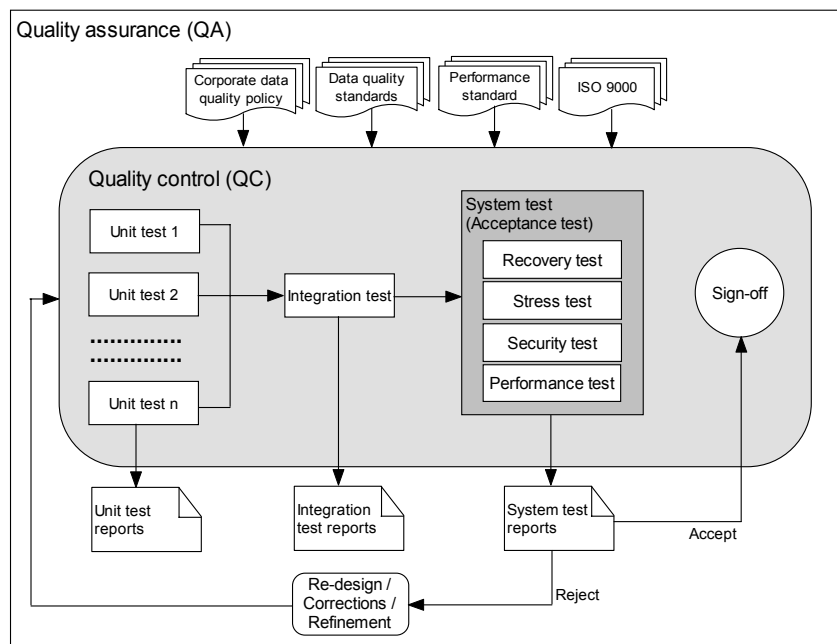 Quality assurance (QA)
Corporate data
quality policy
Data quality
standards
Performance
standard
ISO 9000
Quality control (QC)
Unit test 1
Unit test 2
..............
..............
Unit test n
Integration test
System test
(Acceptance test)
Recovery test
Stress test
Security test
Performance test
Sign-off
Unit test
reports
Integration
test reports
System test
reports
Accept
Reject
Re-design /
Corrections /
Refinement